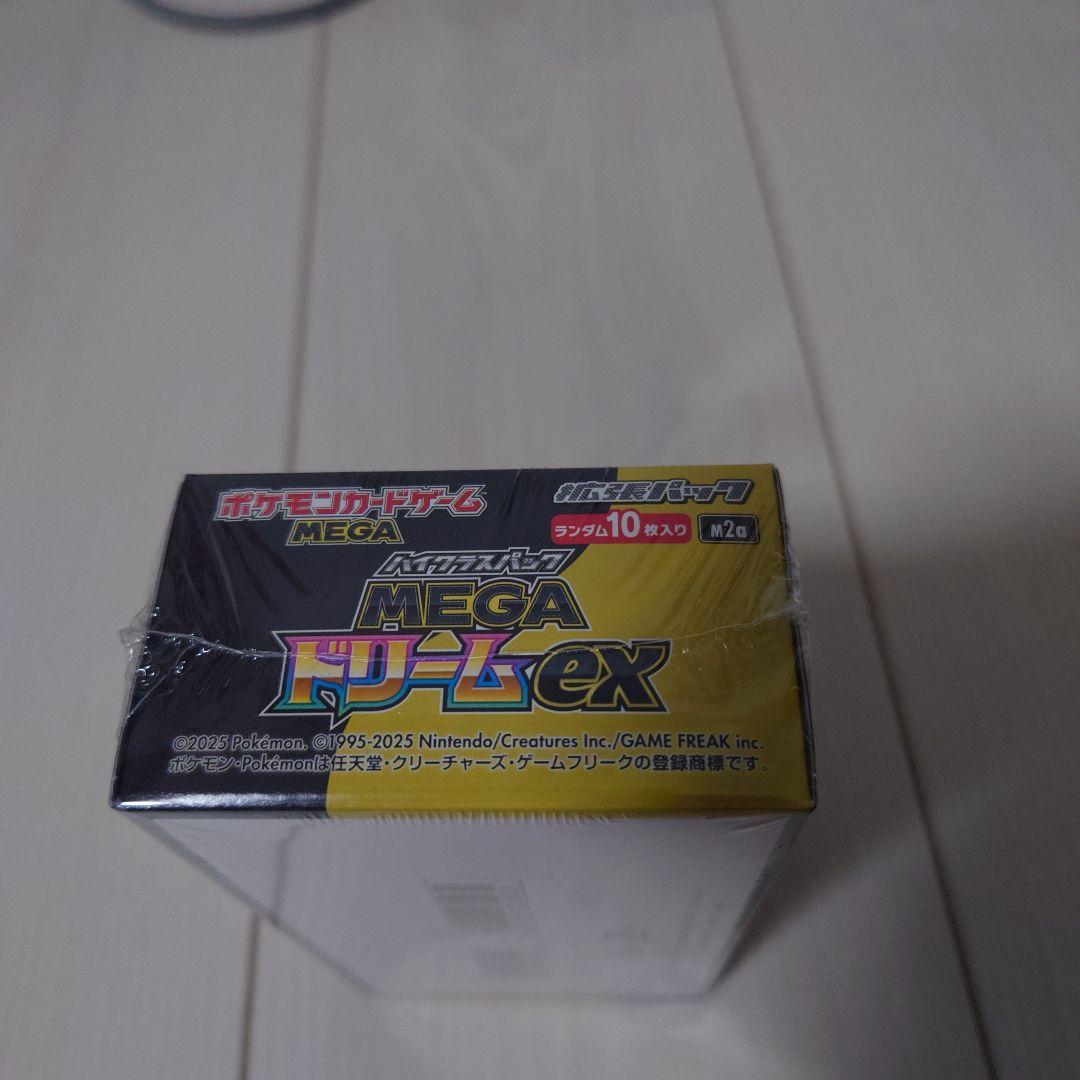 ポケモンカードゲーム
MEGA
拡張パック
ランダム10枚入り M2a
ハイクラスパック
MEGA
ドリームex
©2025 Pokémon. ©1995-2025 Nintendo/Creatures Inc./GAME FREAK inc.
ポケモン・Pokémonは任天堂・クリーチャーズ・ゲームフリークの登録商標です。